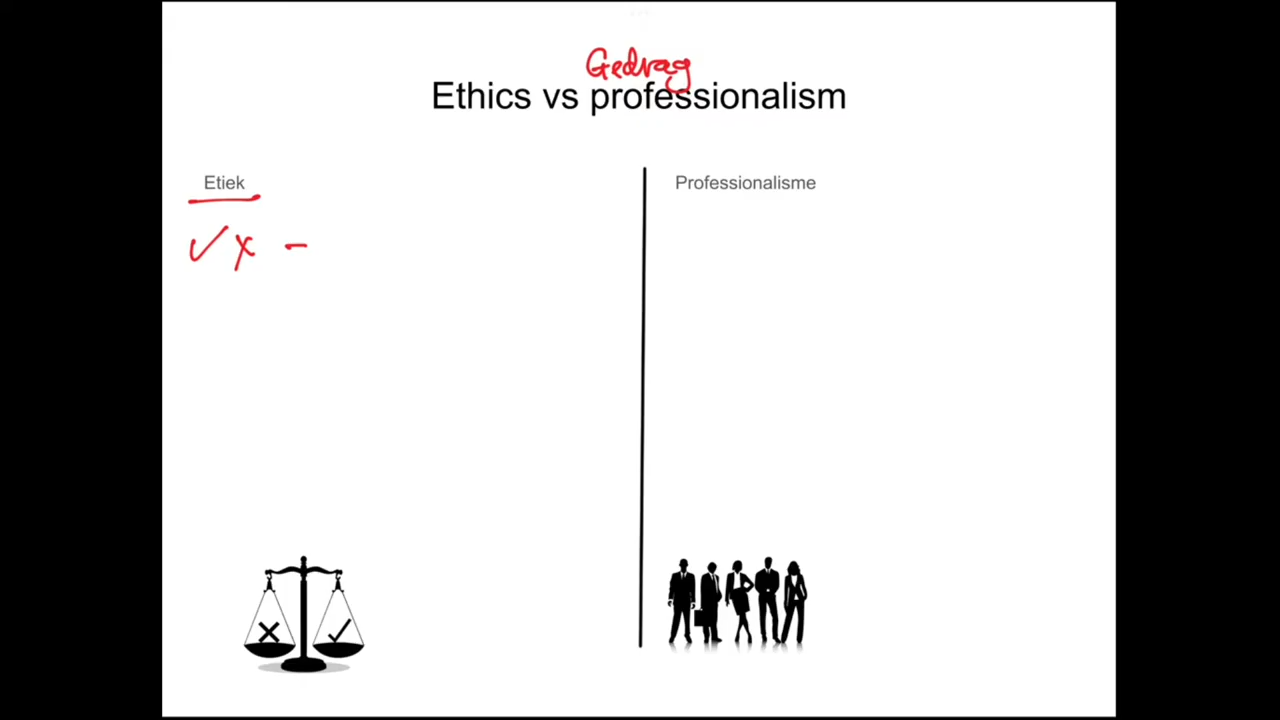 Gedrag
Ethics vs professionalism
Etiek
Professionalisme
✓ x -